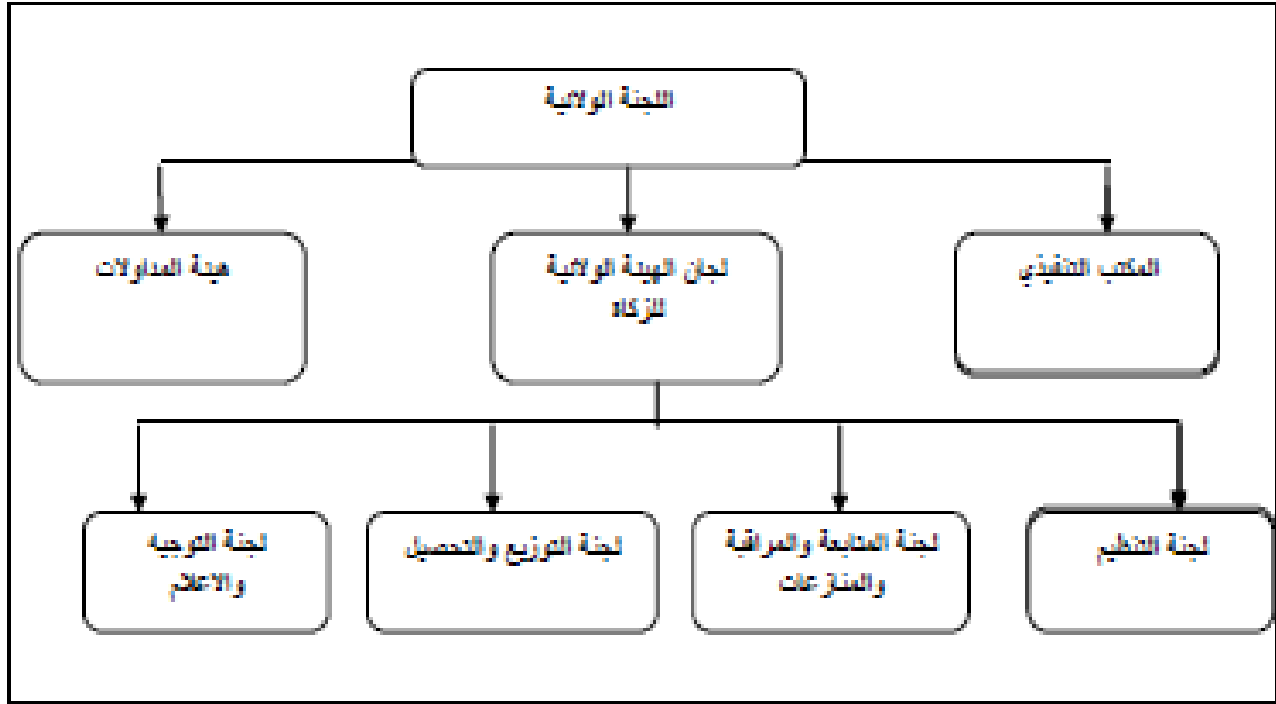 اللجنة الولائية
المكتب التنفيذي
لجان الهيئة الولائية
للزكاة
هيئة المداولات
لجنة التنظيم
لجنة المتابعة والمراقبة
والمنازعات
لجنة التوزيع والتحصيل
لجنة التوجيه
والاعلام